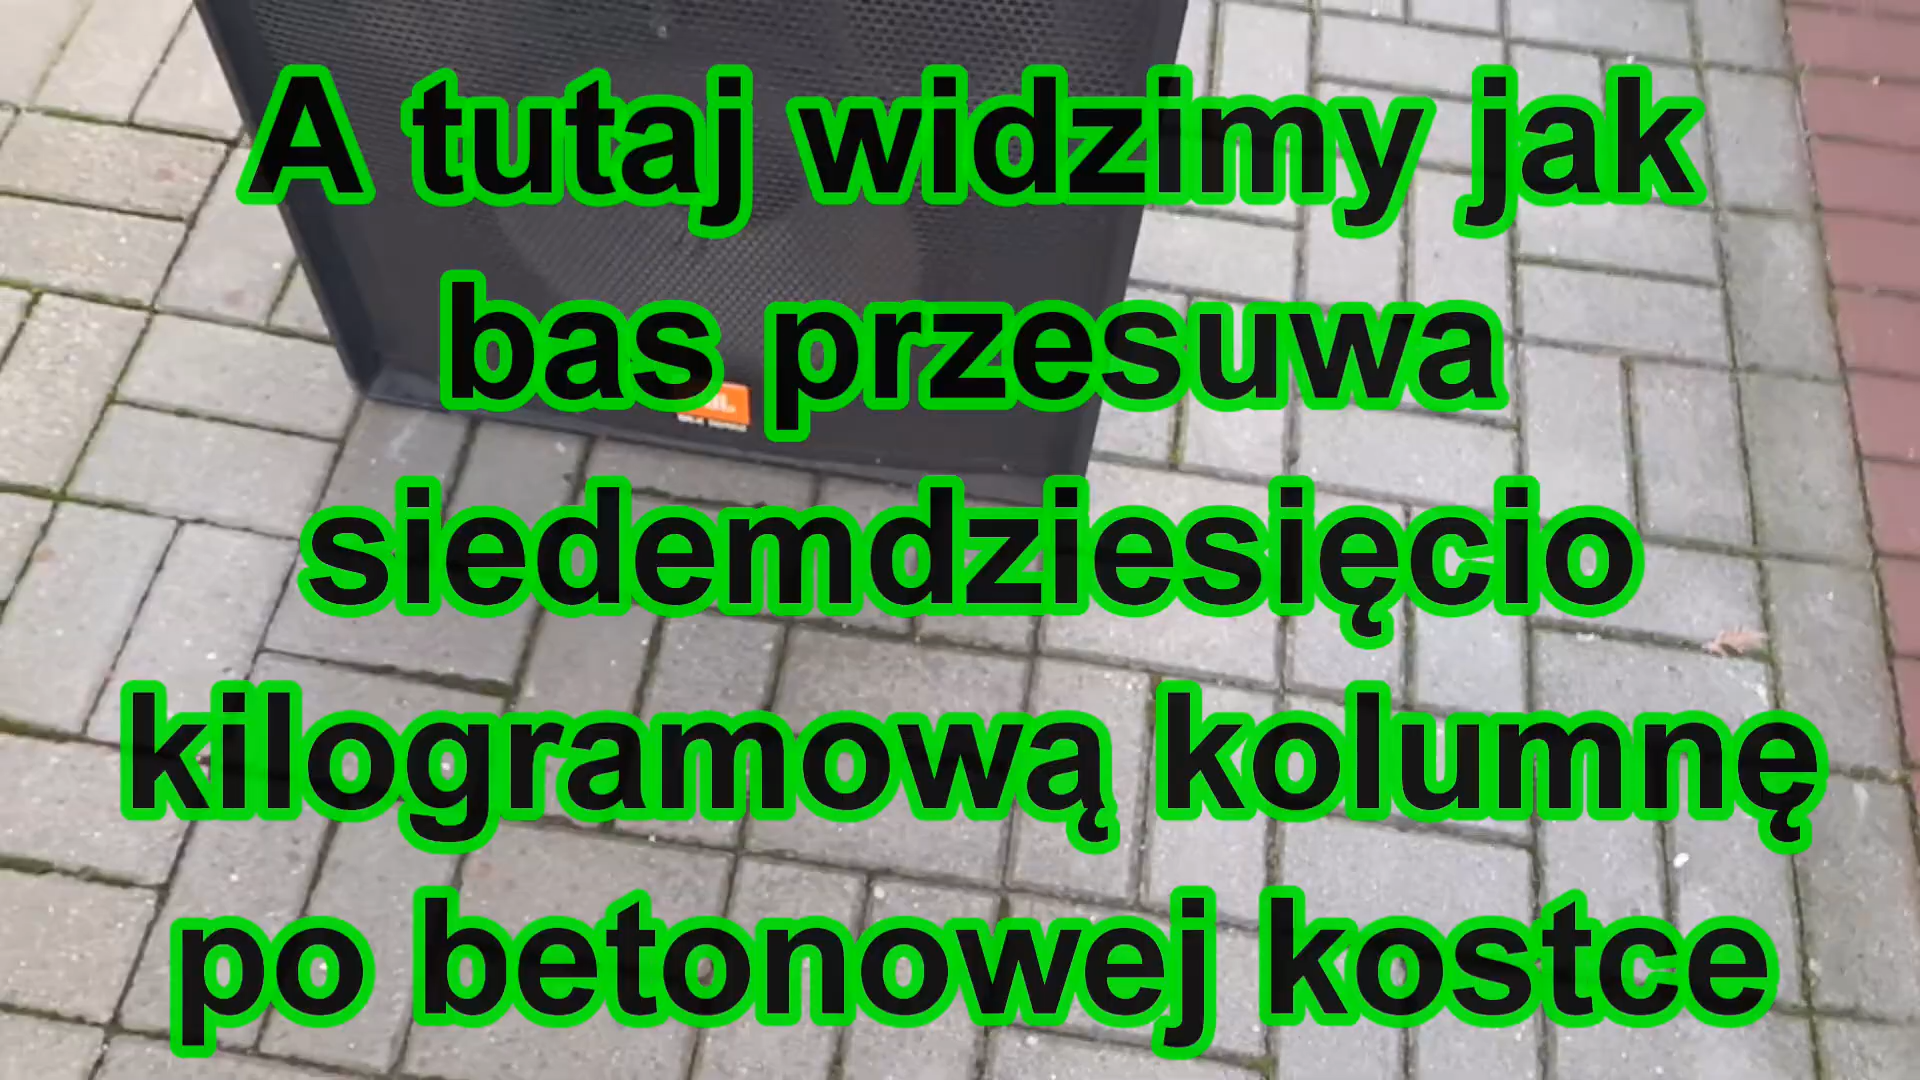 A tutaj widzimy jak
bas przesuwa
siedemdziesięcio
kilogramową kolumnę
po betonowej kostce